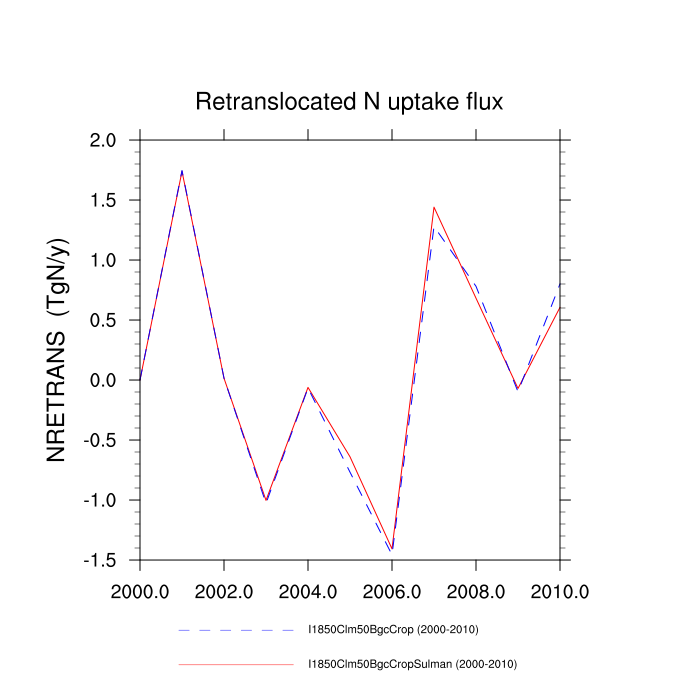 Retranslocated N uptake flux
NRETRANS (TgN/y)
2.0
1.5
1.0
0.5
0.0
-0.5
-1.0
-1.5
2000.0 2002.0 2004.0 2006.0 2008.0 2010.0
I1850Clm50BgcCrop (2000-2010)
I1850Clm50BgcCropSulman (2000-2010)